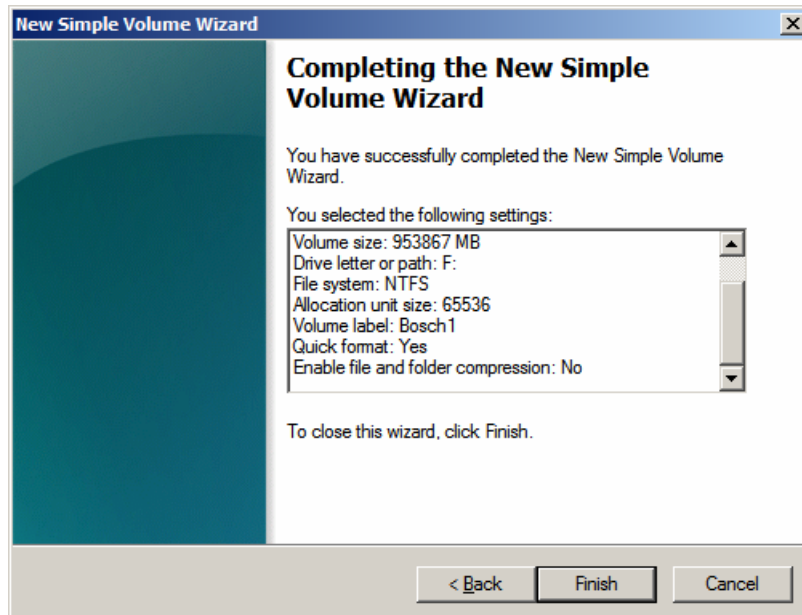 New Simple Volume Wizard
Completing the New Simple
Volume Wizard
You have successfully completed the New Simple Volume
Wizard.
You selected the following settings:
Volume size: 953867 MB
Drive letter or path: F:
File system: NTFS
Allocation unit size: 65536
Volume label: Bosch1
Quick format: Yes
Enable file and folder compression: No
To close this wizard, click Finish.
< Back Finish Cancel